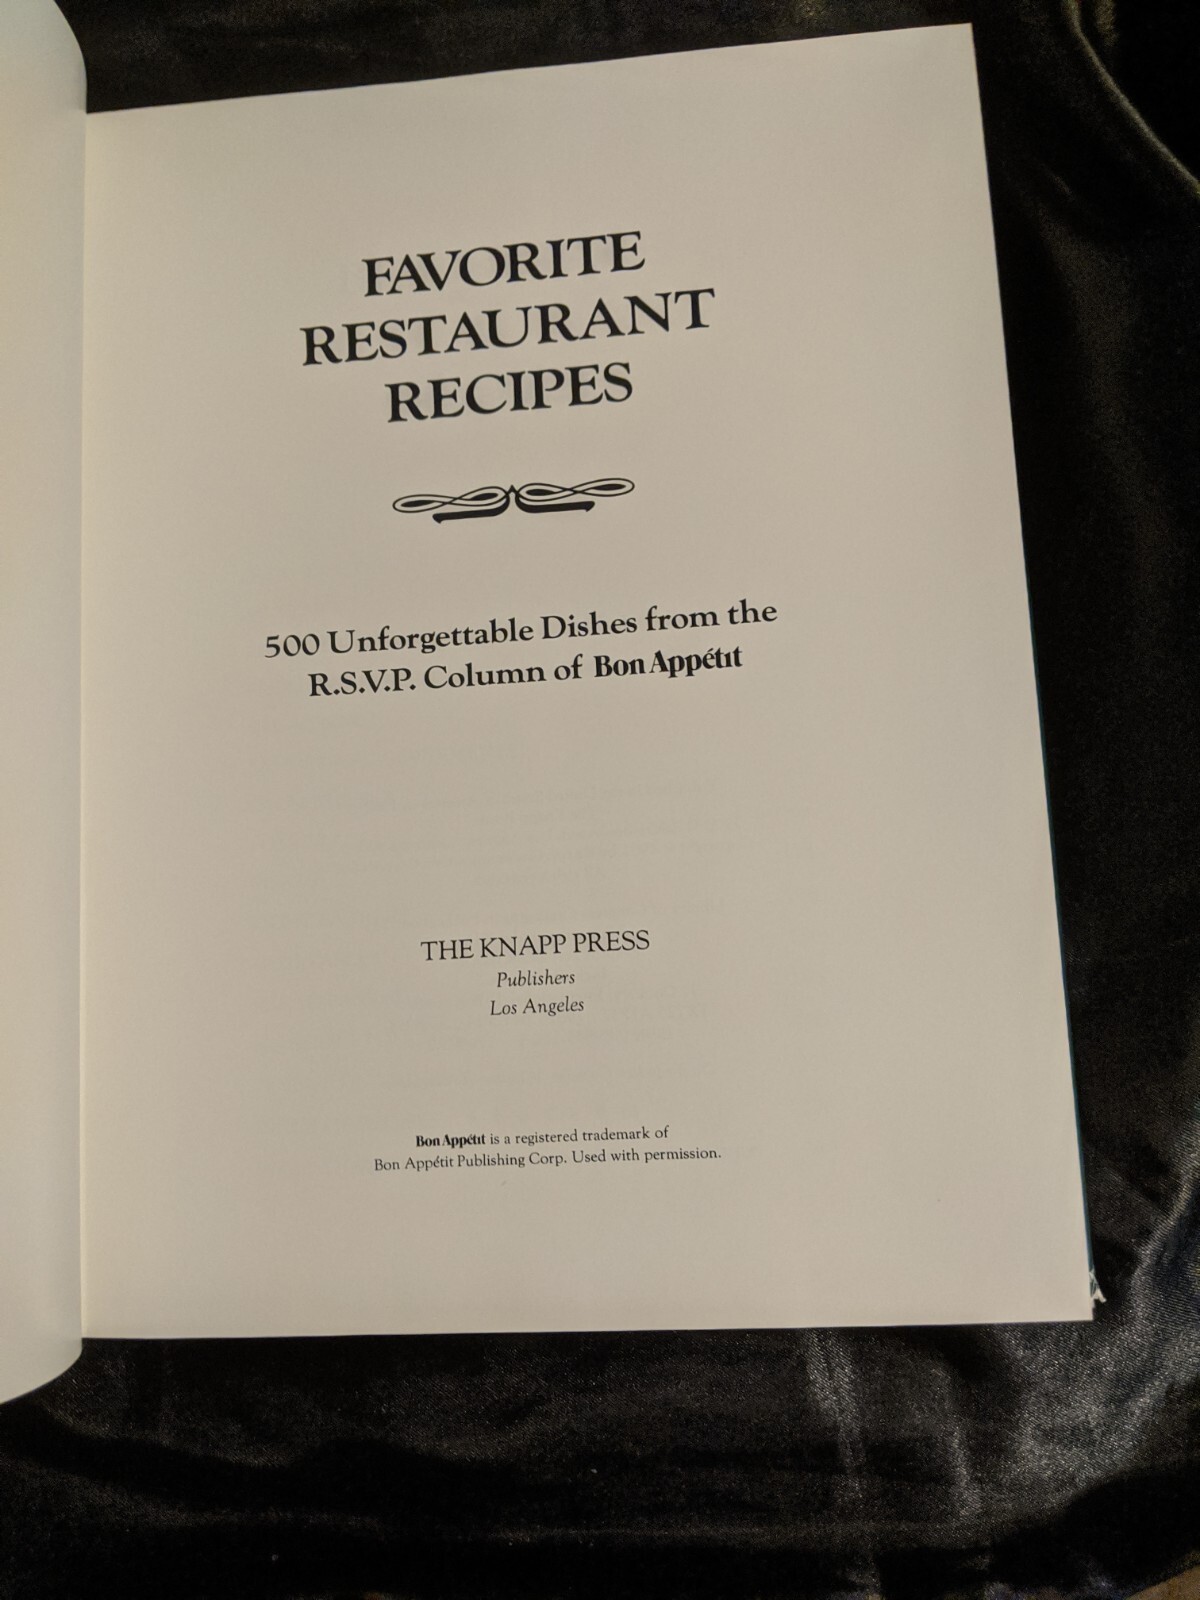 FAVORITE
RESTAURANT
RECIPES
500 Unforgettable Dishes from the
R.S.V.P. Column of Bon Appétit
THE KNAPP PRESS
Publishers
Los Angeles
Bon Appétit is a registered trademark of
Bon Appétit Publishing Corp. Used with permission.